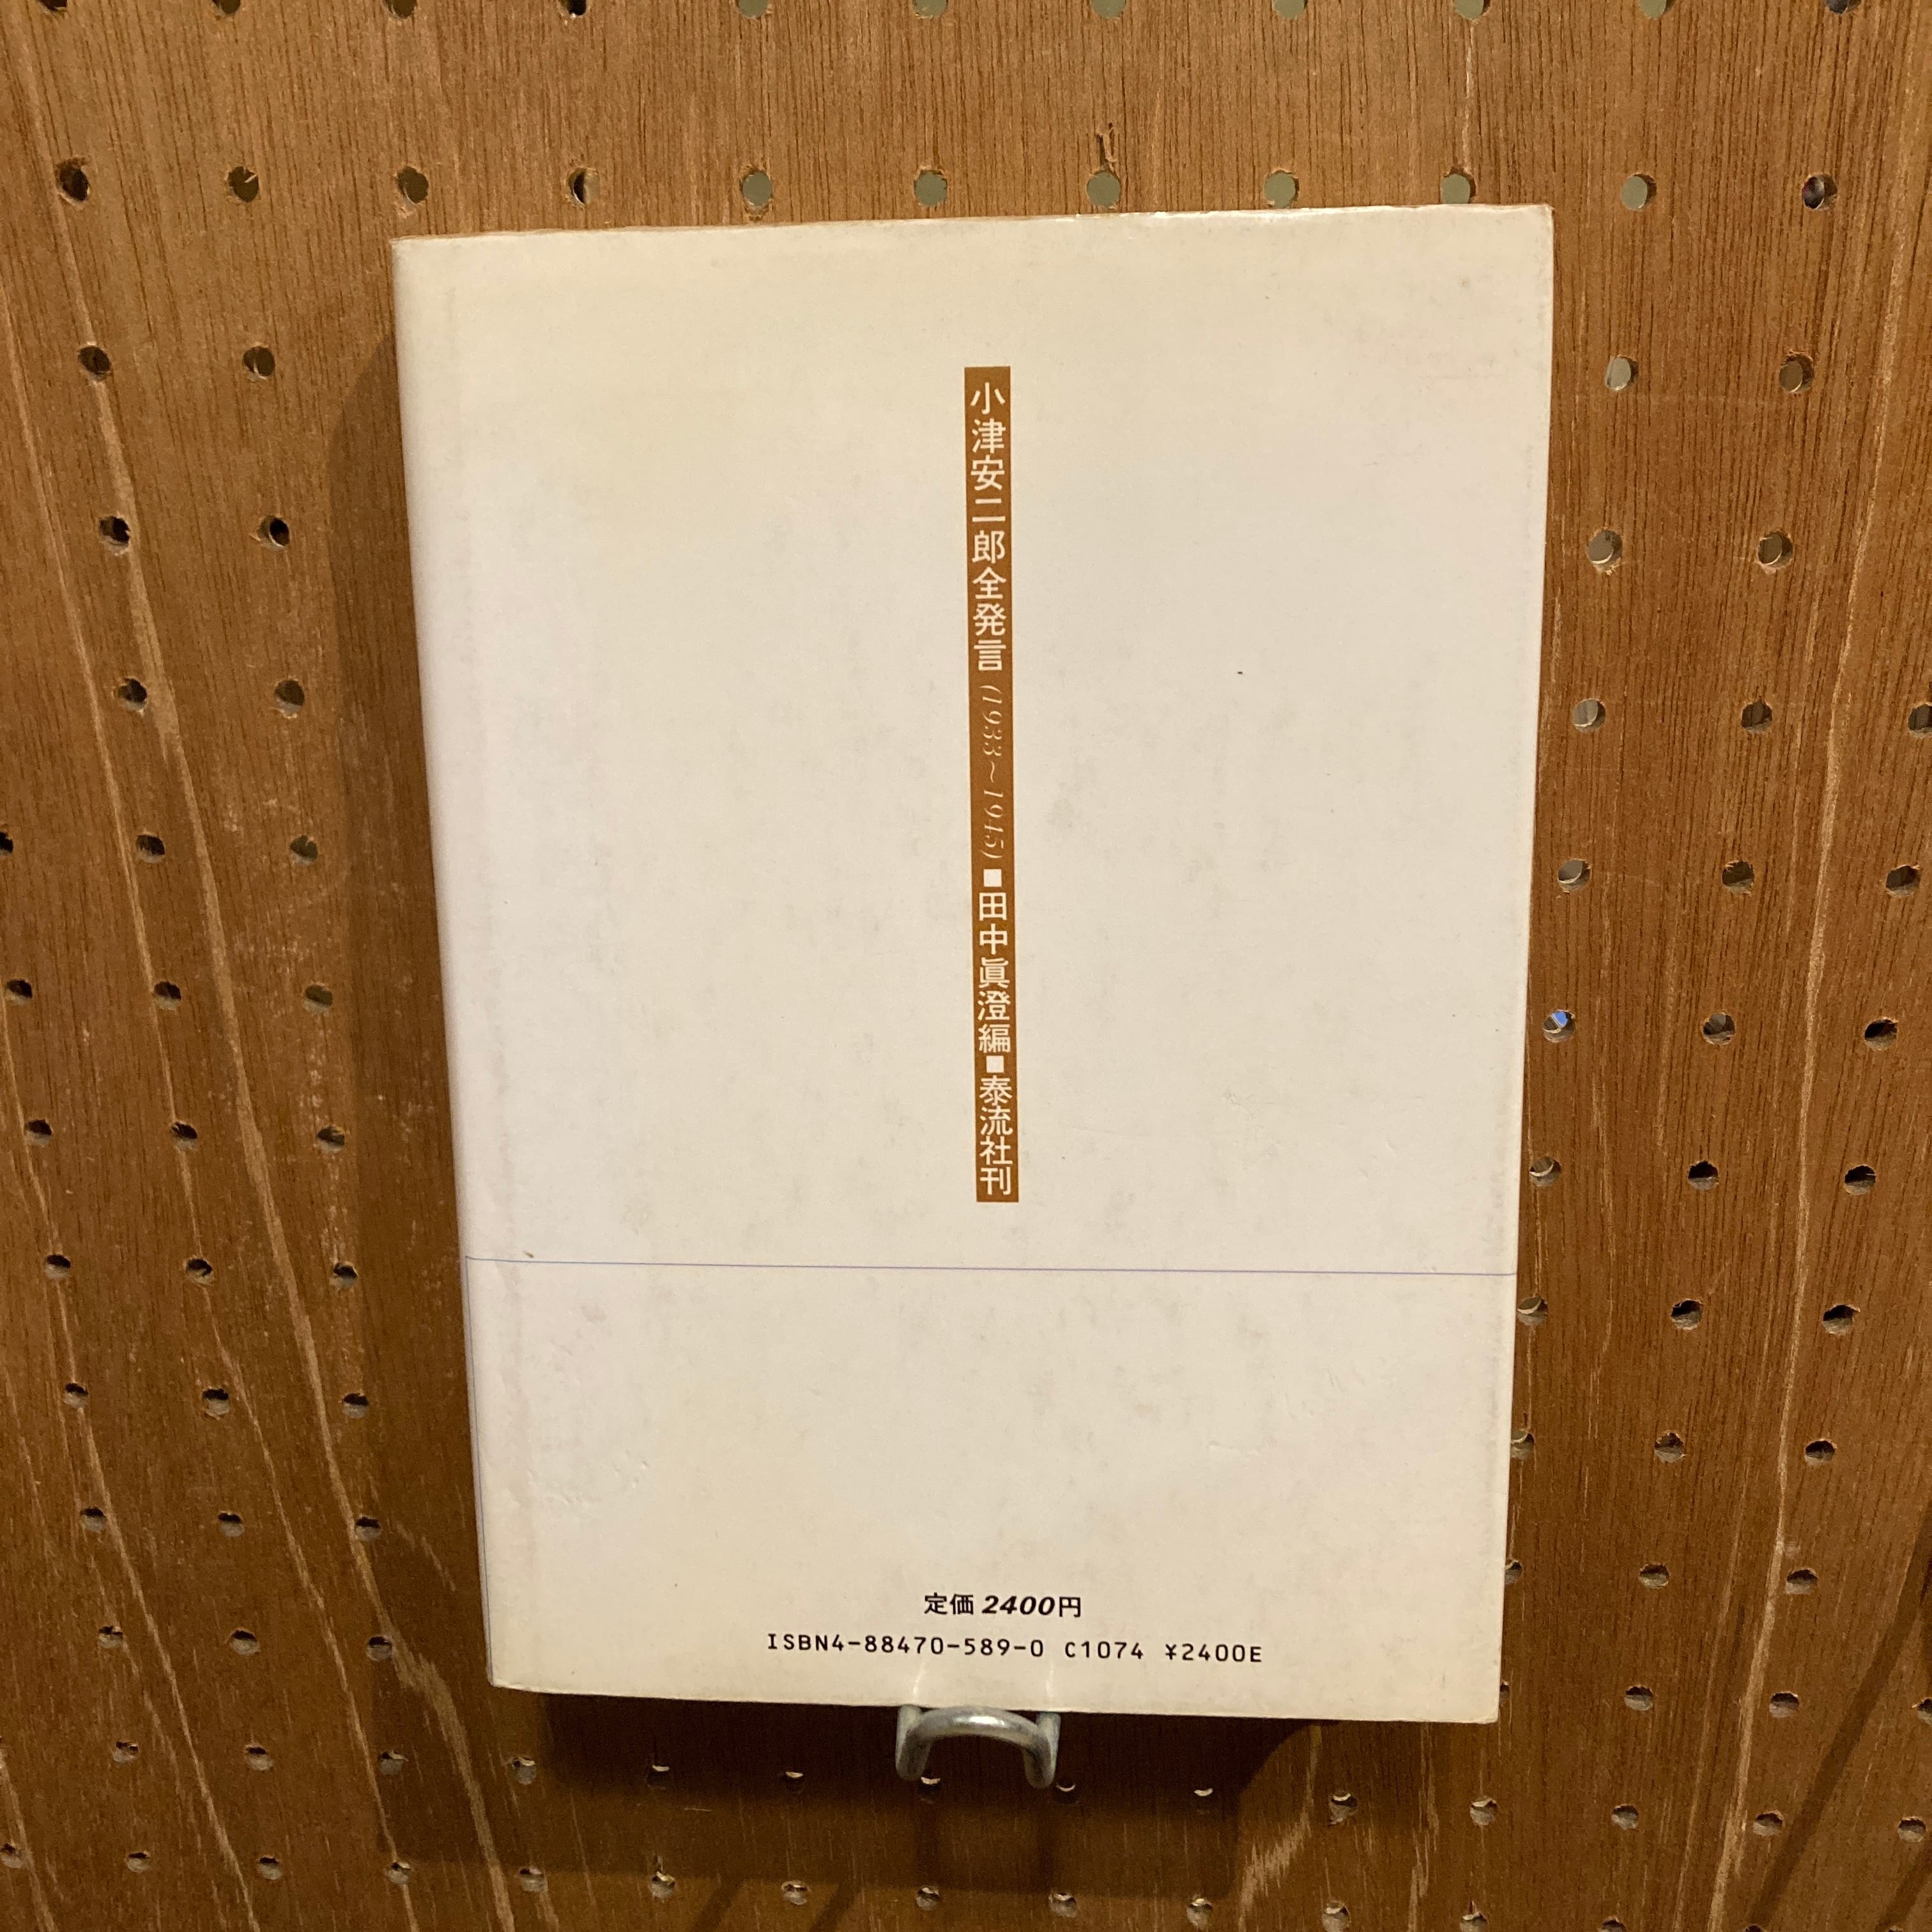 小津安二郎全発言(1933~1945)■田中眞澄編■泰流社刊
定価2400円
ISBN4-88470-589-0 C1074 ¥2400E